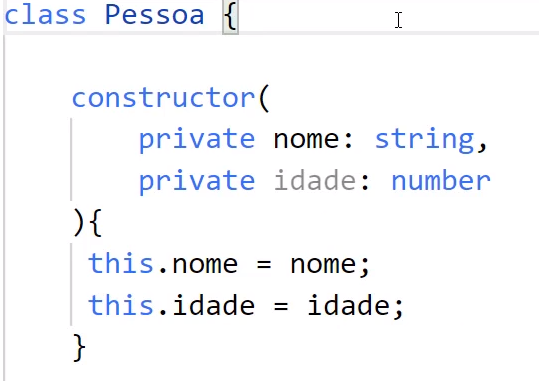 class Pessoa {
constructor(
private nome: string,
private idade: number
){
this.nome = nome;
this.idade = idade;
}